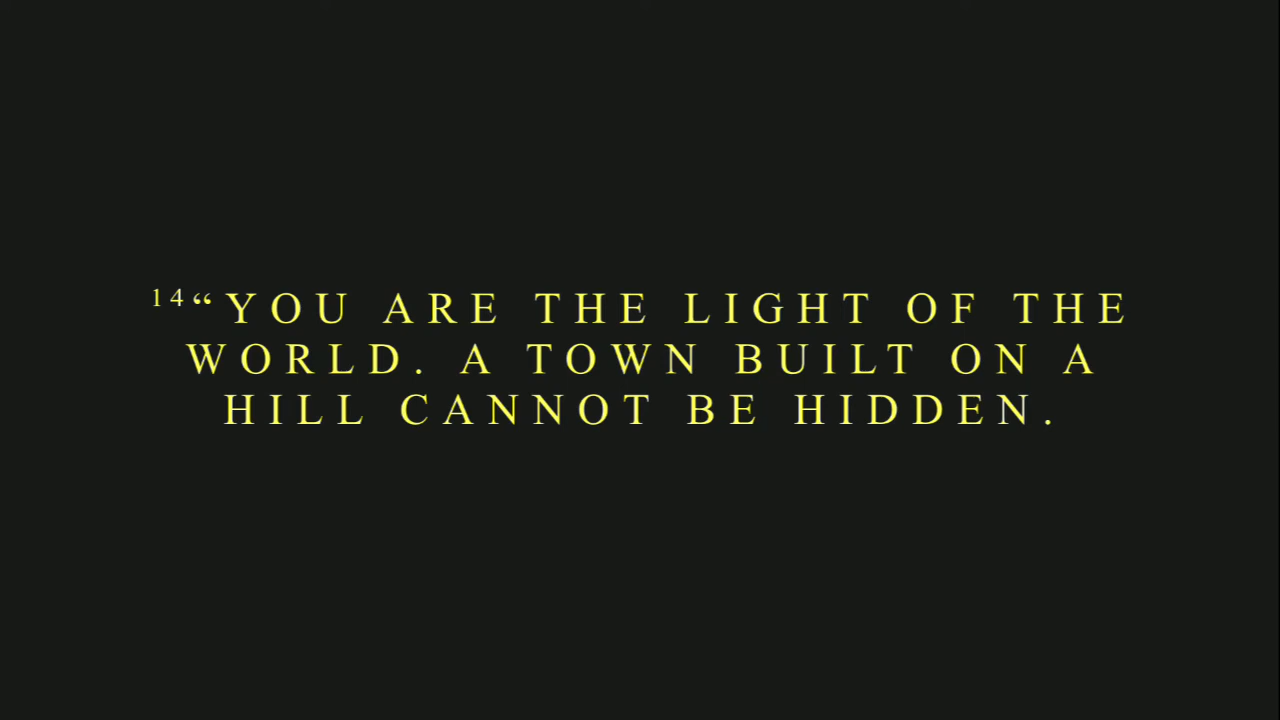 14“YOU ARE THE LIGHT OF THE
WORLD. A TOWN BUILT ON A
HILL CANNOT BE HIDDEN.